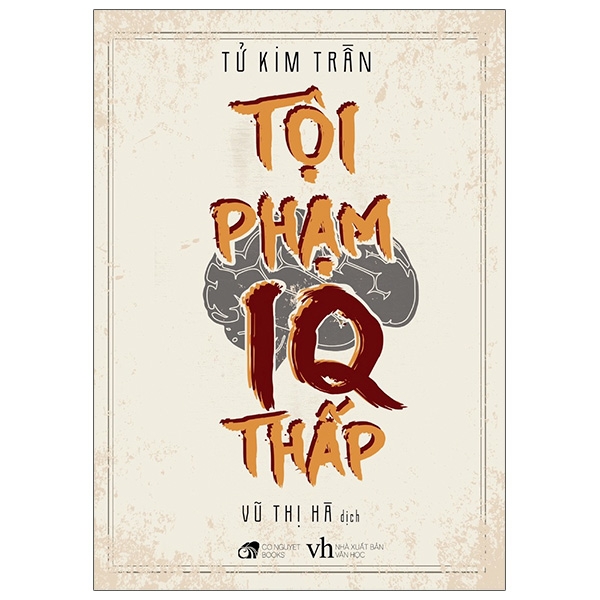 TỬ KIM TRẦN
TỘI
PHẠM
IQ
THẤP
VŨ THỊ HÀ dịch
CỔ NGUYỆT
BOOKS
vh
NHÀ XUẤT BẢN
VĂN HỌC